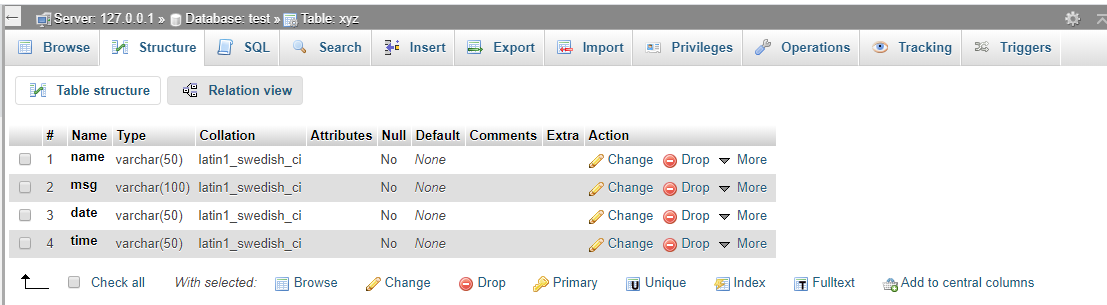 Server: 127.0.0.1 » Database: test » Table: xyz
Browse Structure SQL Search Insert Export Import Privileges Operations Tracking Triggers
Table structure Relation view
# Name Type Collation Attributes Null Default Comments Extra Action
1 name varchar(50) latin1_swedish_ci No None Change Drop More
2 msg varchar(100) latin1_swedish_ci No None Change Drop More
3 date varchar(50) latin1_swedish_ci No None Change Drop More
4 time varchar(50) latin1_swedish_ci No None Change Drop More
Check all With selected: Browse Change Drop Primary Unique Index Fulltext Add to central columns